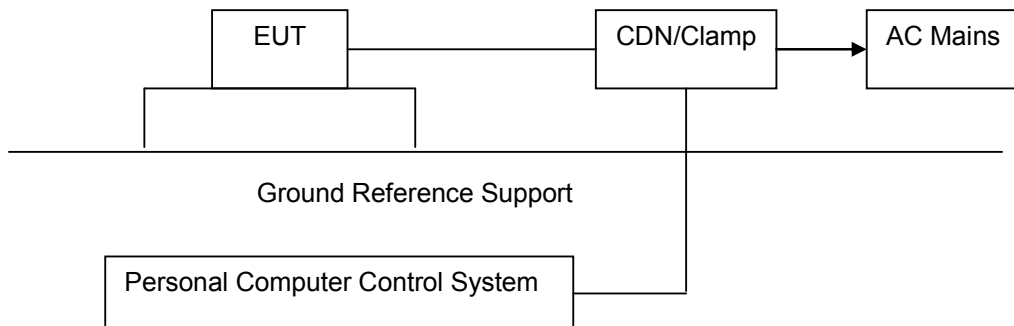 EUT
CDN/Clamp
AC Mains
Ground Reference Support
Personal Computer Control System